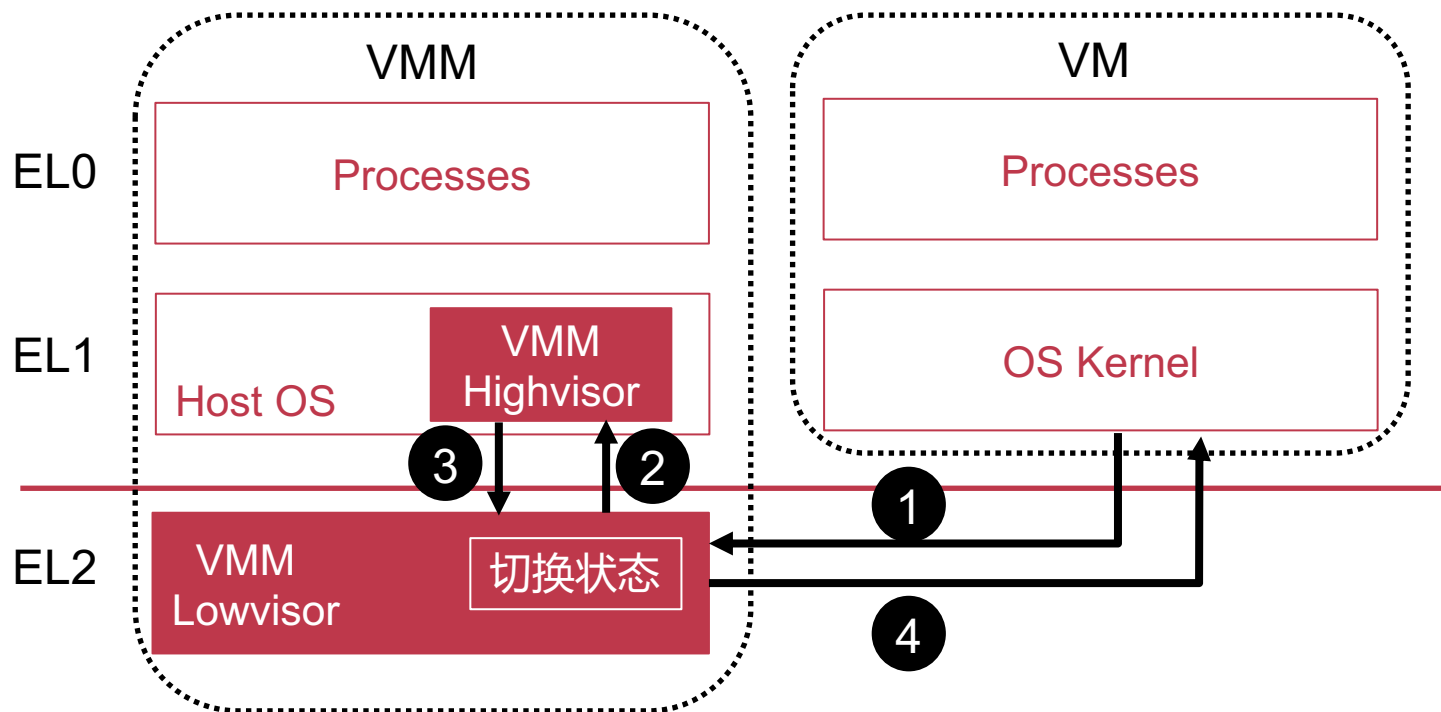 VMM
VM
EL0
Processes
Processes
EL1
VMM
Highvisor
Host OS
OS Kernel
3
2
1
EL2
VMM
Lowvisor
切换状态
4